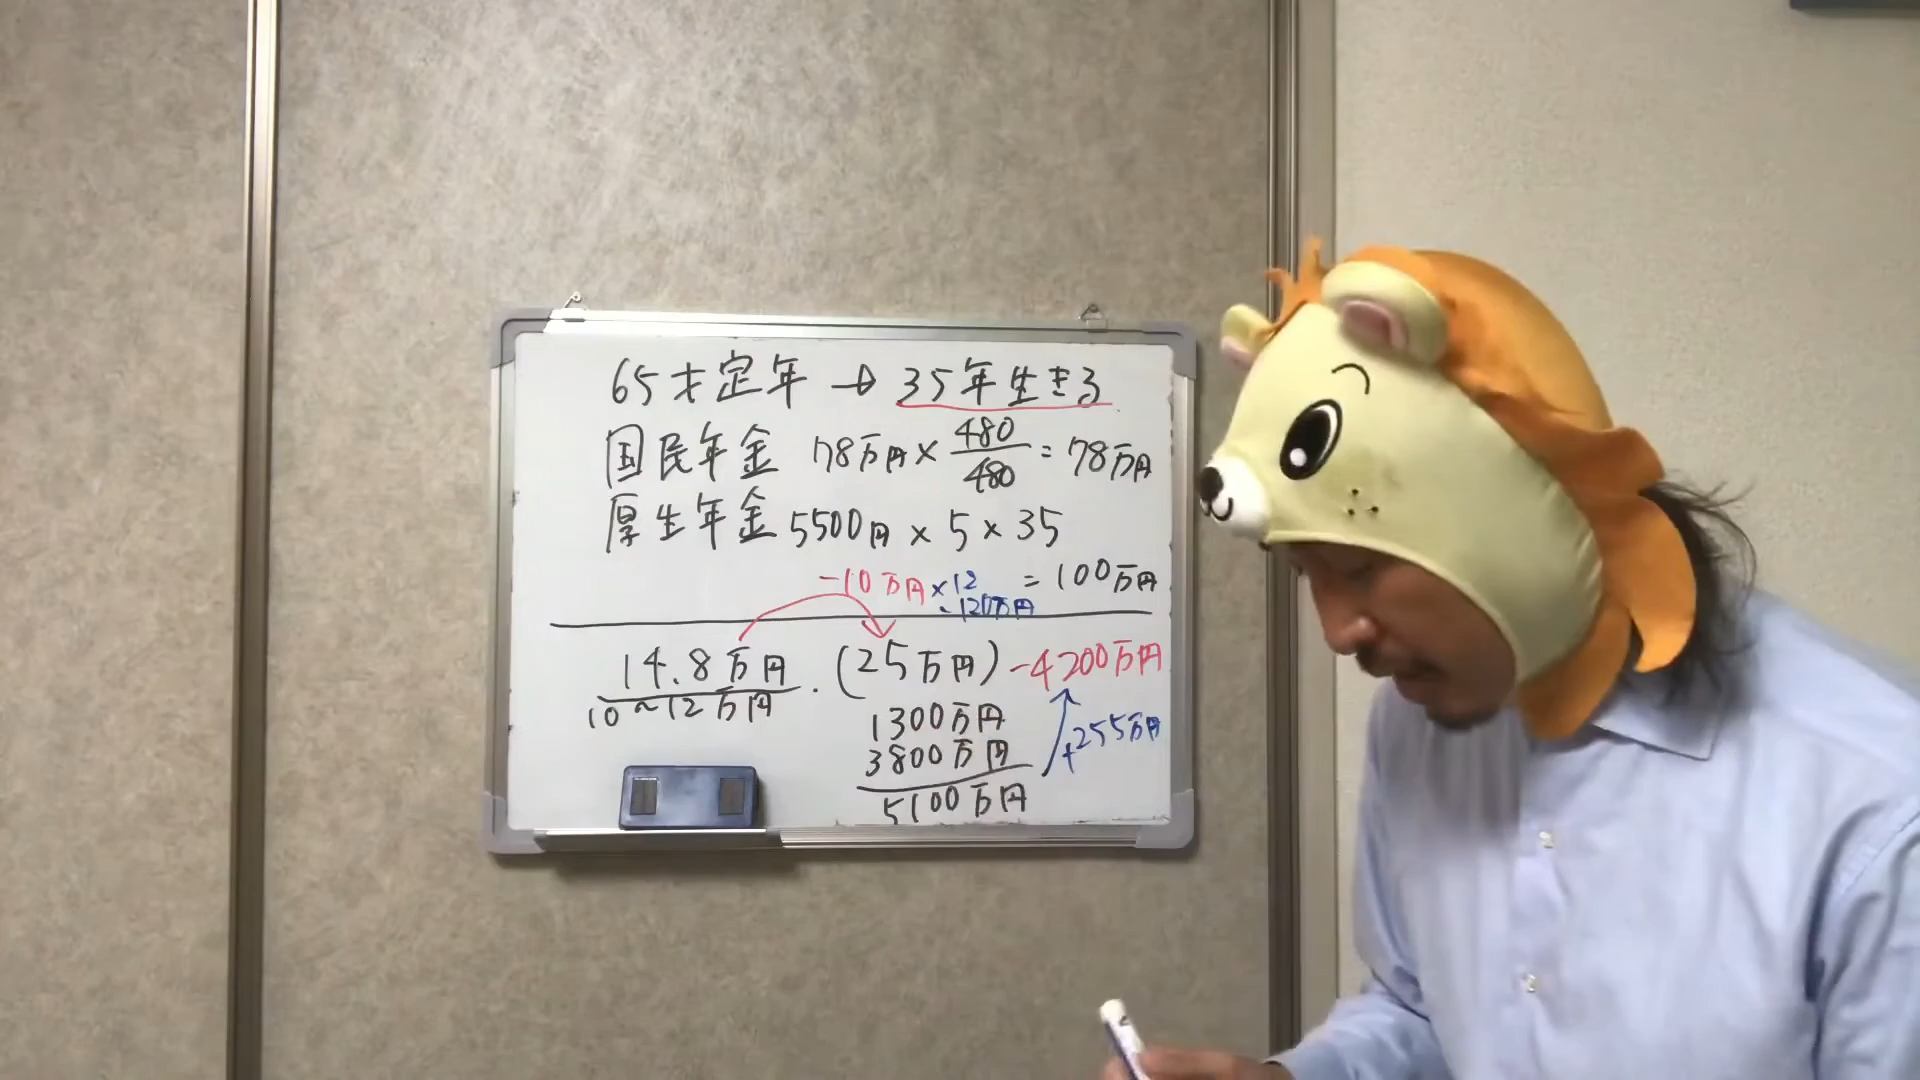 65才定年→35年生きる
国民年金 78万円×480/480=78万円
厚生年金 5500円×5×35
=100万円
-10万円×12
=120万円
14.8万円.(25万円)-4200万円
10~12万円
1300万円
3800万円
5100万円
+255万円